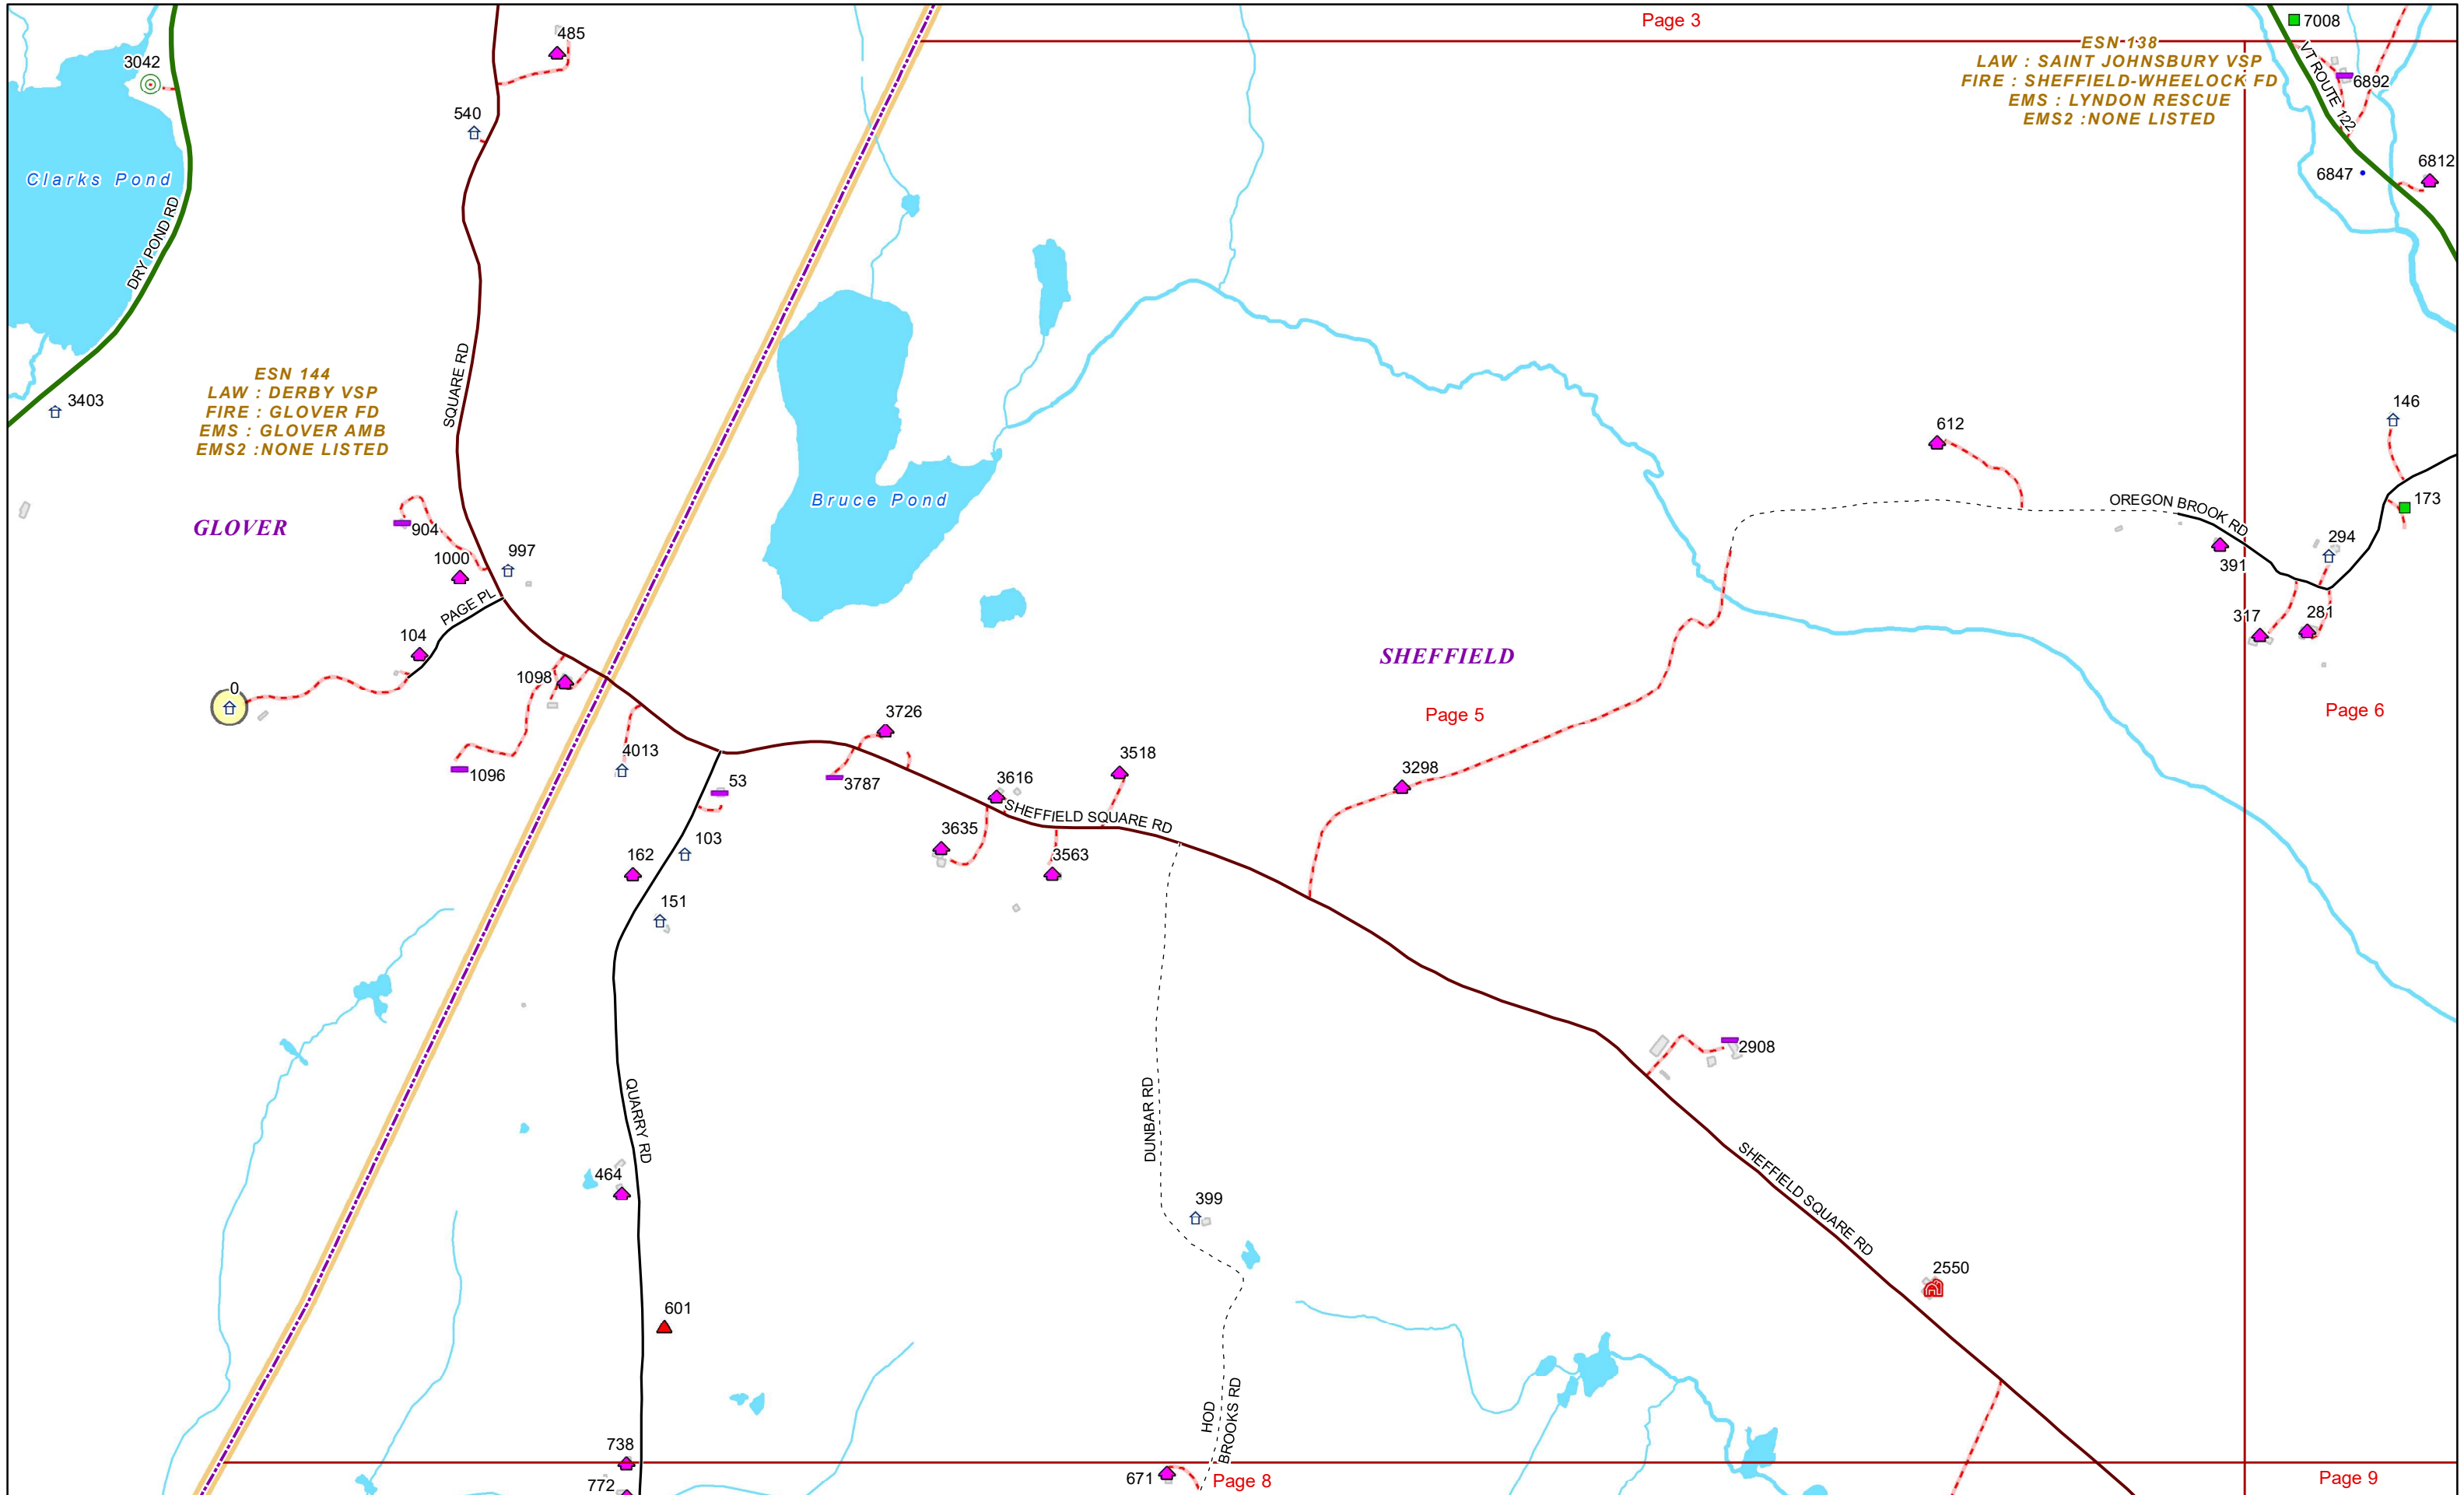 Page 3
7008
485
ESN 138
LAW : SAINT JOHNSBURY VSP
FIRE : SHEFFIELD-WHEELOCK FD
EMS : LYNDON RESCUE
EMS2 :NONE LISTED
3042
VT ROUTE 122
6892
540
6847
6812
Clarks Pond
DRY POND RD
SQUARE RD
ESN 144
LAW : DERBY VSP
FIRE : GLOVER FD
EMS : GLOVER AMB
EMS2 :NONE LISTED
3403
146
612
Bruce Pond
OREGON BROOK RD
173
GLOVER
904
997
1000
294
391
PAGE PL
104
317
281
SHEFFIELD
1098
0
Page 5
Page 6
3726
4013
1096
53
3787
3616
3518
3298
SHEFFIELD SQUARE RD
3635
103
162
3563
151
2908
QUARRY RD
DUNBAR RD
SHEFFIELD SQUARE RD
464
399
2550
601
HOD
BROOKS RD
738
772
671
Page 8
Page 9